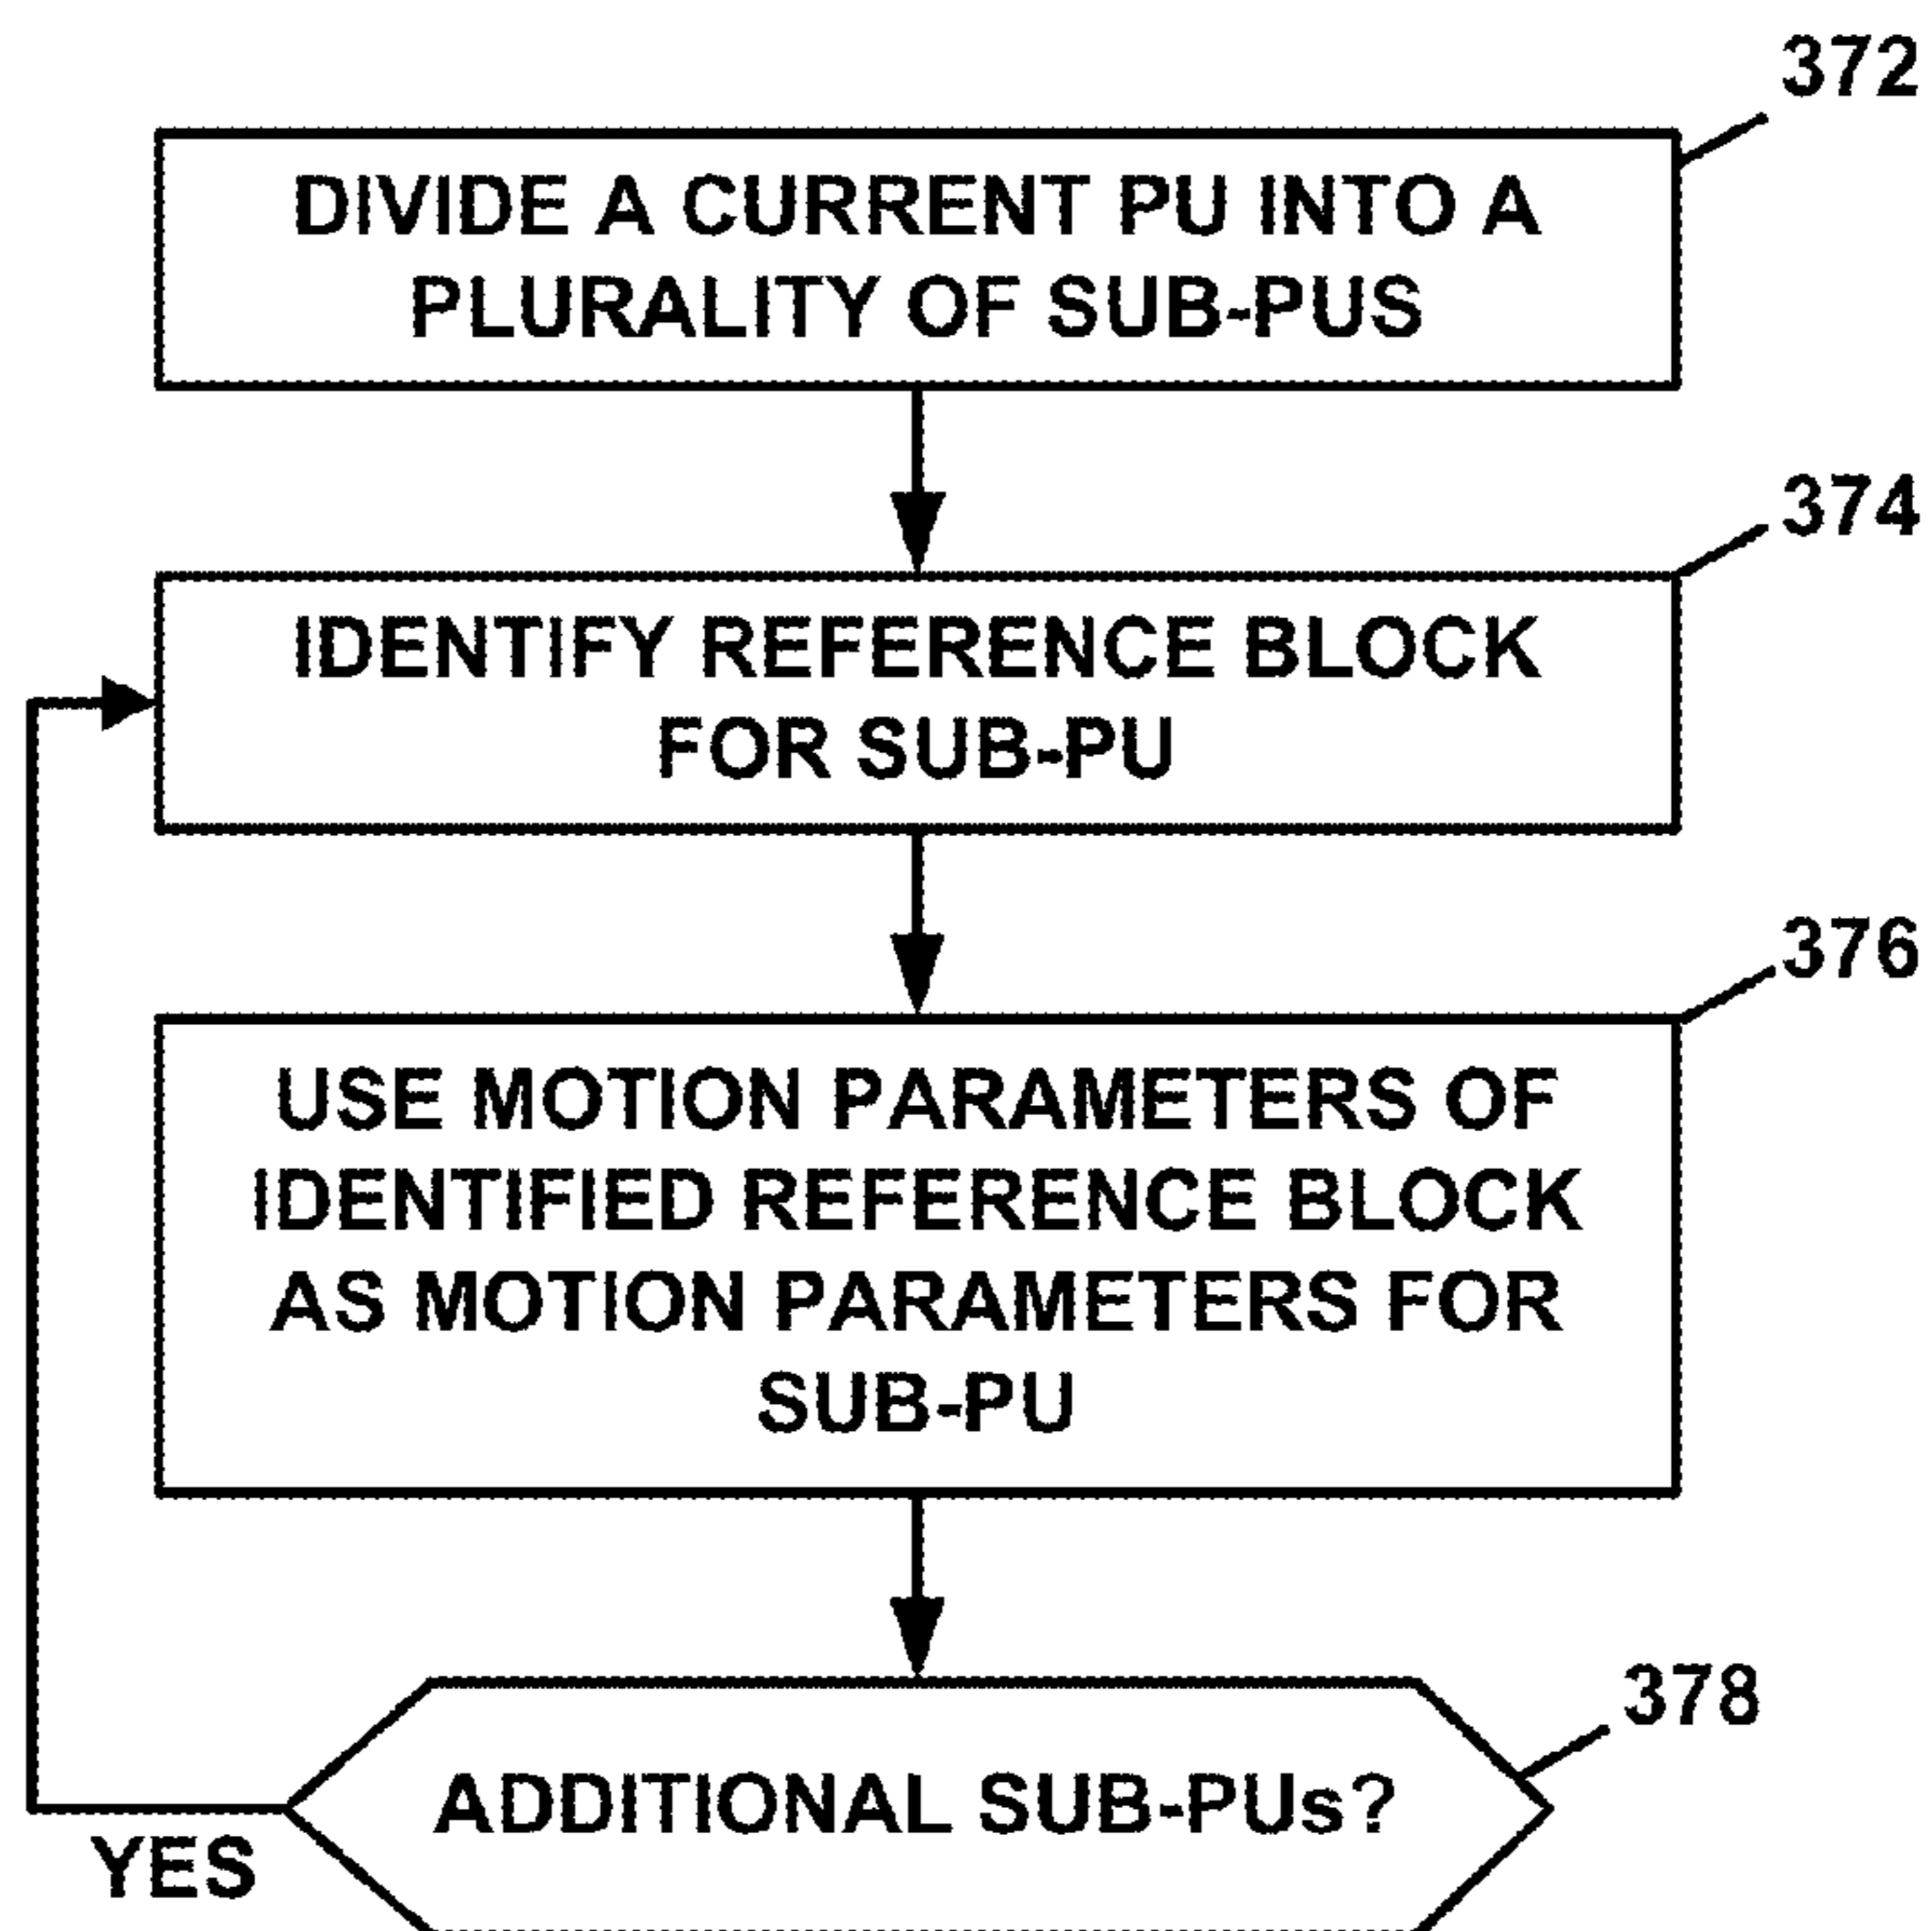 372
DIVIDE A CURRENT PU INTO A
PLURALITY OF SUB-PUS
374
IDENTIFY REFERENCE BLOCK
FOR SUB-PU
376
USE MOTION PARAMETERS OF
IDENTIFIED REFERENCE BLOCK
AS MOTION PARAMETERS FOR
SUB-PU
378
ADDITIONAL SUB-PUs?
YES